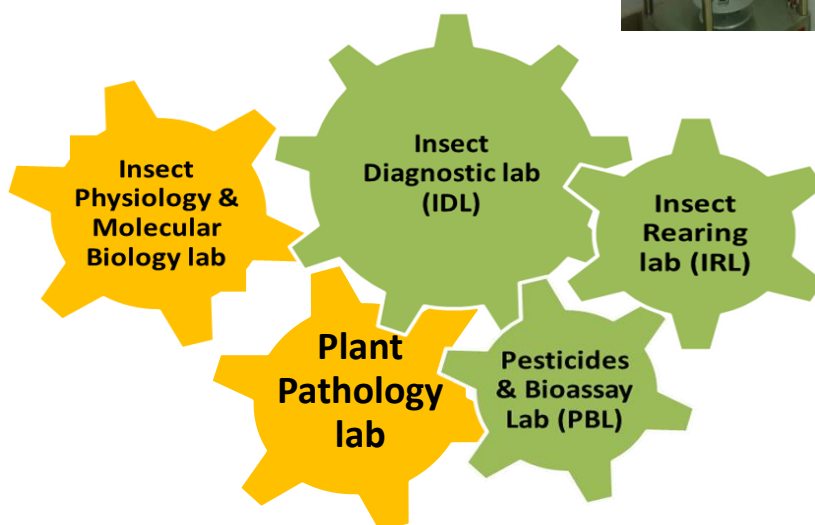 Insect
Physiology &
Molecular
Biology lab
Insect
Diagnostic lab
(IDL)
Insect
Rearing
lab (IRL)
Plant
Pathology
lab
Pesticides
& Bioassay
Lab (PBL)